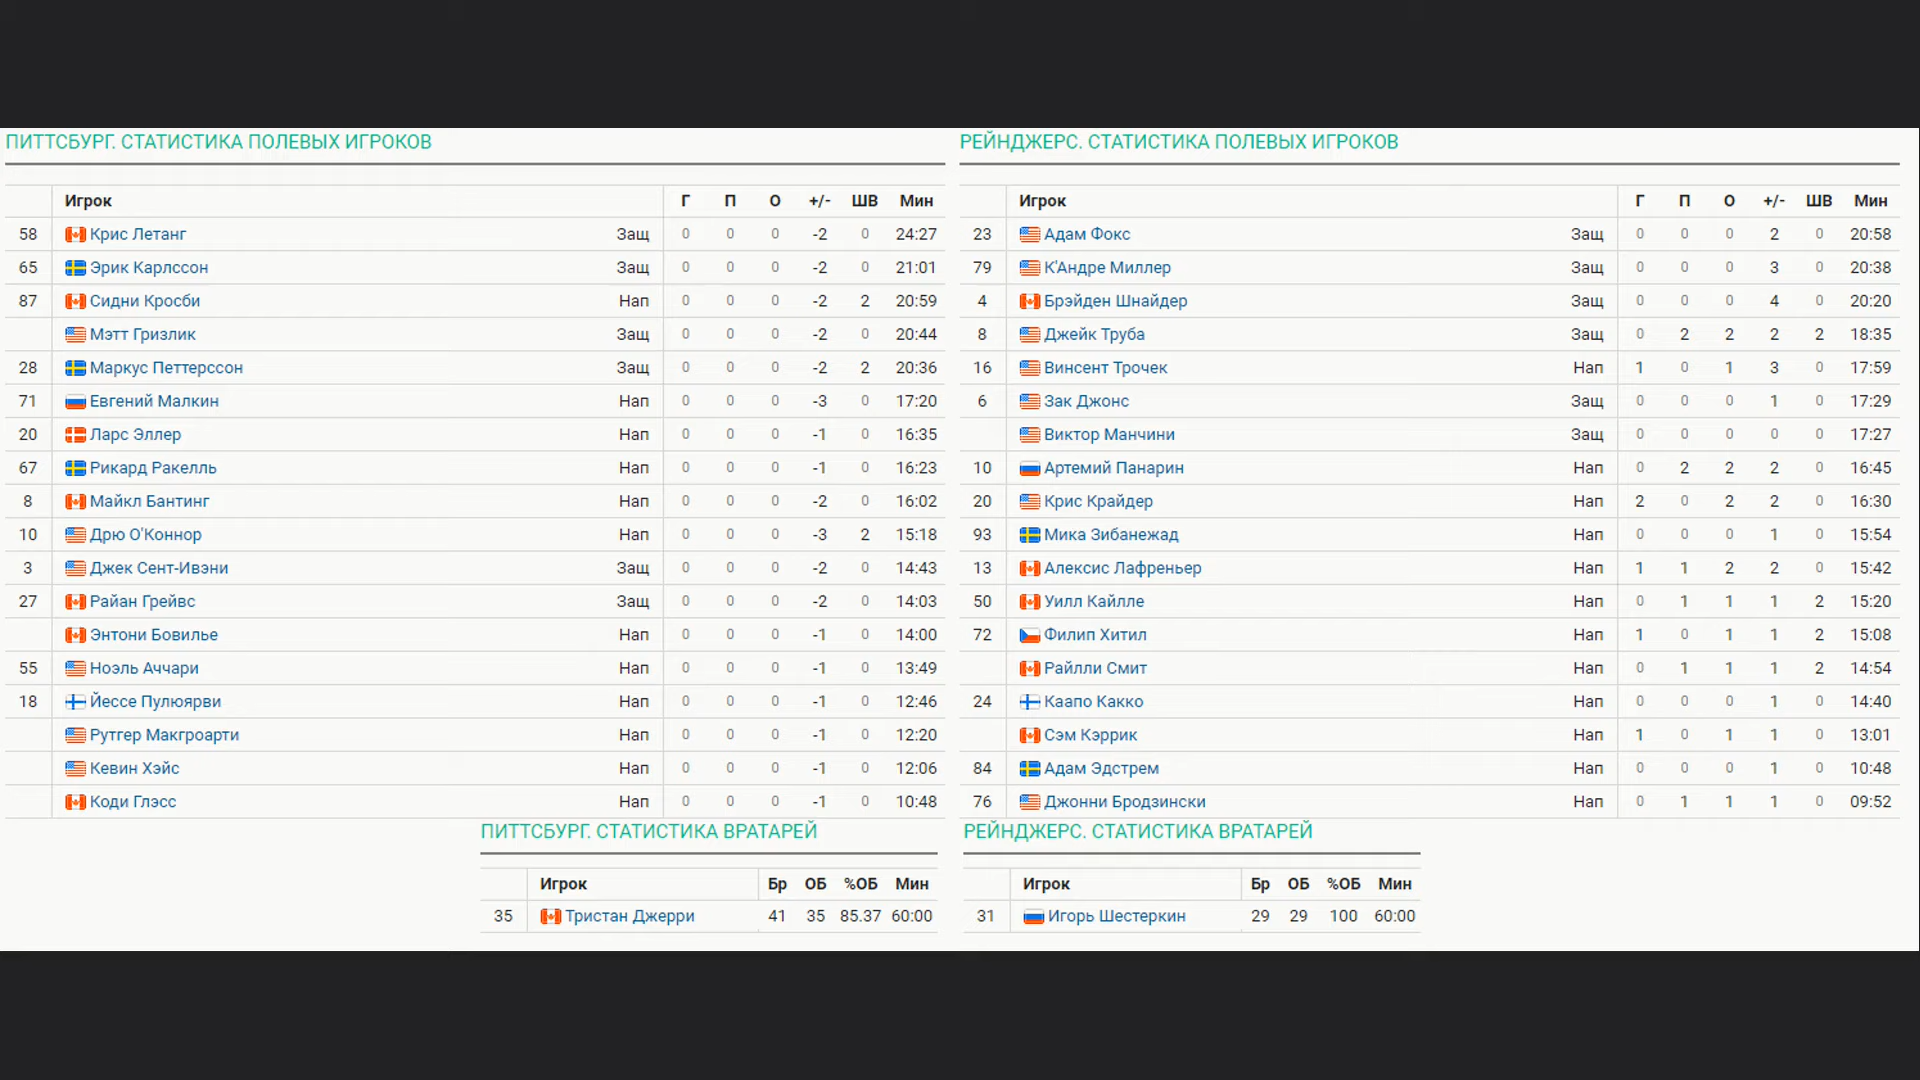 ПИТТСБУРГ. СТАТИСТИКА ПОЛЕВЫХ ИГРОКОВ
Игрок Г П О +/- ШВ Мин
58 Крис Летанг Защ 0 0 0 -2 0 24:27
65 Эрик Карлссон Защ 0 0 0 -2 0 21:01
87 Сидни Кросби Нап 0 0 0 -2 2 20:59
Мэтт Гризлик Защ 0 0 0 -2 0 20:44
28 Маркус Петтерссон Защ 0 0 0 -2 2 20:36
71 Евгений Малкин Нап 0 0 0 -3 0 17:20
20 Ларс Эллер Нап 0 0 0 -1 0 16:35
67 Рикард Ракелль Нап 0 0 0 -1 0 16:23
8 Майкл Бантинг Нап 0 0 0 -2 0 16:02
10 Дрю О'Коннор Нап 0 0 0 -3 2 15:18
3 Джек Сент-Ивэни Защ 0 0 0 -2 0 14:43
27 Райан Грейвс Защ 0 0 0 -2 0 14:03
Энтони Бовилье Нап 0 0 0 -1 0 14:00
55 Ноэль Аччари Нап 0 0 0 -1 0 13:49
18 Йессе Пулюярви Нап 0 0 0 -1 0 12:46
Рутгер Макгроарти Нап 0 0 0 -1 0 12:20
Кевин Хэйс Нап 0 0 0 -1 0 12:06
Коди Глэсс Нап 0 0 0 -1 0 10:48
ПИТТСБУРГ. СТАТИСТИКА ВРАТАРЕЙ
Игрок Бр ОБ %ОБ Мин
35 Тристан Джерри 41 35 85.37 60:00
РЕЙНДЖЕРС. СТАТИСТИКА ПОЛЕВЫХ ИГРОКОВ
Игрок Г П О +/- ШВ Мин
23 Адам Фокс Защ 0 0 0 2 0 20:58
79 К'Андре Миллер Защ 0 0 0 3 0 20:38
4 Брэйден Шнайдер Защ 0 0 0 4 0 20:20
8 Джейк Труба Защ 0 2 2 2 2 18:35
16 Винсент Трочек Нап 1 0 1 3 0 17:59
6 Зак Джонс Защ 0 0 0 1 0 17:29
Виктор Манчини Защ 0 0 0 0 0 17:27
10 Артемий Панарин Нап 0 2 2 2 0 16:45
20 Крис Крайдер Нап 2 0 2 2 0 16:30
93 Мика Зибанежад Нап 0 0 0 1 0 15:54
13 Алексис Лафреньер Нап 1 1 2 2 0 15:42
50 Уилл Кайлле Нап 0 1 1 1 2 15:20
72 Филип Хитил Нап 1 0 1 1 2 15:08
Райлли Смит Нап 0 1 1 1 2 14:54
24 Каапо Какко Нап 0 0 0 1 0 14:40
Сэм Кэррик Нап 1 0 1 1 0 13:01
84 Адам Эдстрем Нап 0 0 0 1 0 10:48
76 Джонни Бродзински Нап 0 1 1 1 0 09:52
РЕЙНДЖЕРС. СТАТИСТИКА ВРАТАРЕЙ
Игрок Бр ОБ %ОБ Мин
31 Игорь Шестеркин 29 29 100 60:00